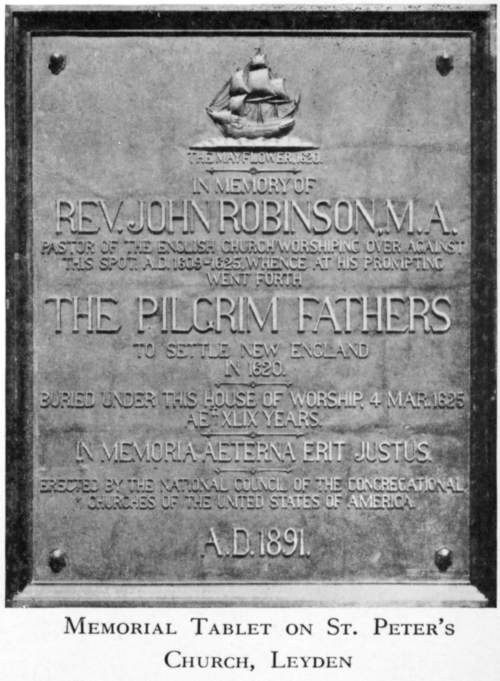 THE MAYFLOWER, 1620.
IN MEMORY OF
REV. JOHN ROBINSON, M.A.
PASTOR OF THE ENGLISH CHURCH WORSHIPING OVER AGAINST
THIS SPOT, A.D. 1609-1625, WHENCE AT HIS PROMPTING
WENT FORTH
THE PILGRIM FATHERS
TO SETTLE NEW ENGLAND
IN 1620.
BURIED UNDER THIS HOUSE OF WORSHIP, 4 MAR. 1625
AET XLIX YEARS.
IN MEMORIA AETERNA ERIT JUSTUS.
ERECTED BY THE NATIONAL COUNCIL OF THE CONGREGATIONAL
CHURCHES OF THE UNITED STATES OF AMERICA.
A.D. 1891.
MEMORIAL TABLET ON ST. PETER'S
CHURCH, LEYDEN